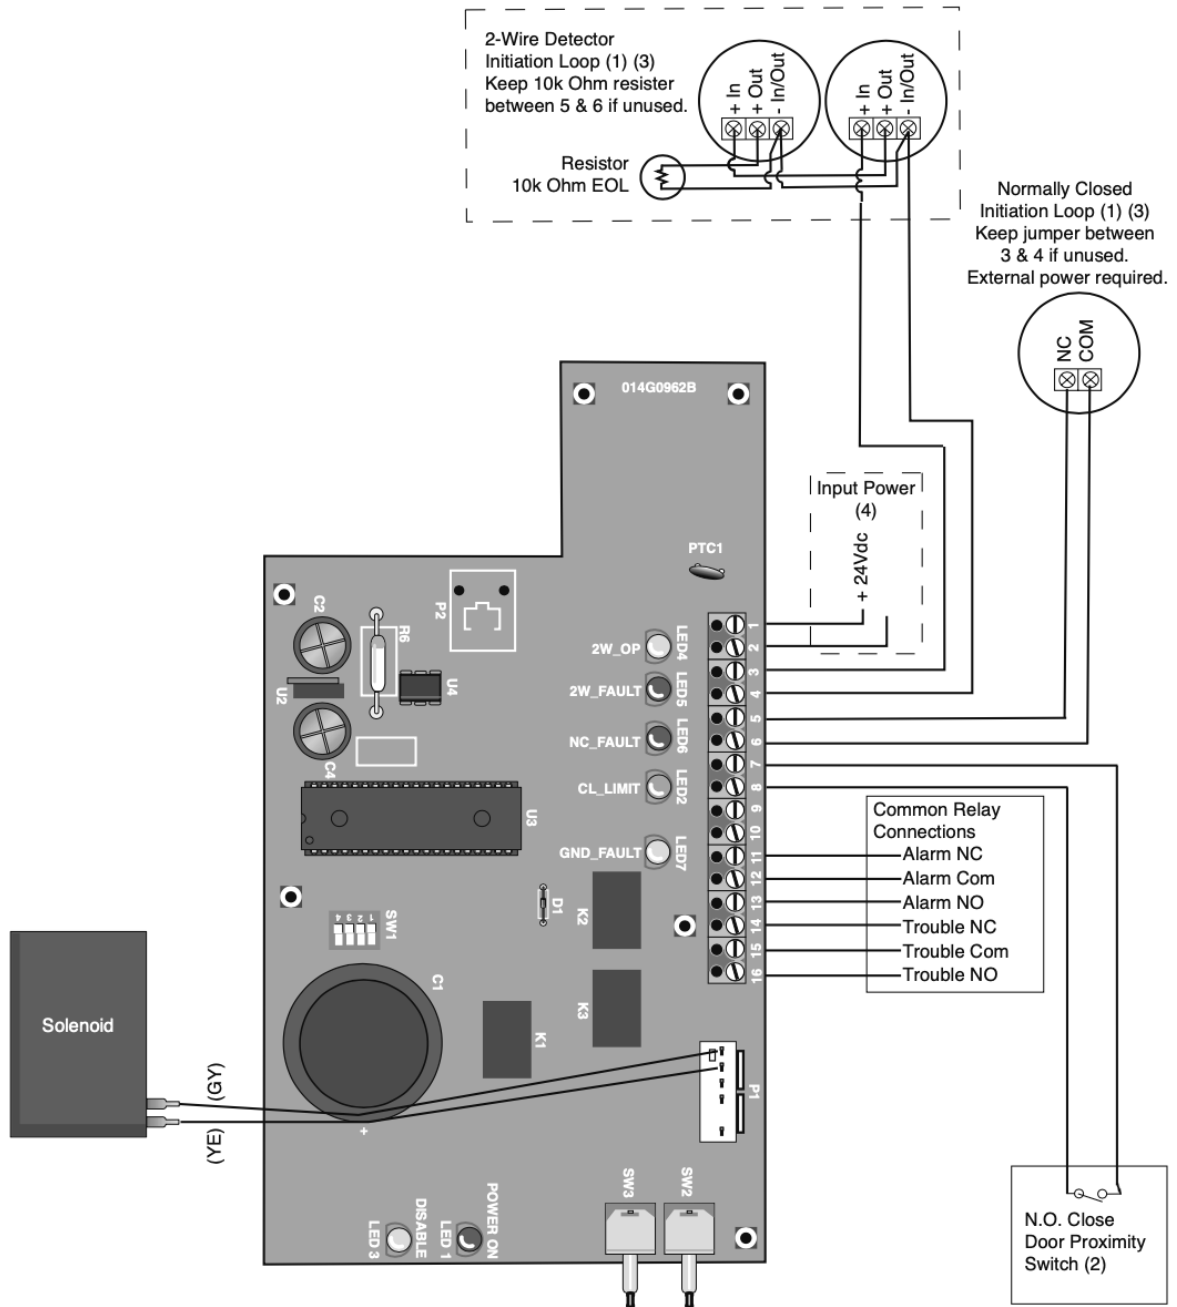 2-Wire Detector
Initiation Loop (1) (3)
Keep 10k Ohm resister
between 5 & 6 if unused.
+ In
+ Out
- In/Out
+ In
+ Out
- In/Out
Resistor
10k Ohm EOL
Normally Closed
Initiation Loop (1) (3)
Keep jumper between
3 & 4 if unused.
External power required.
NC
COM
014G0962B
Input Power
(4)
+ 24Vdc
PTC1
C2
R6
P2
U2
U4
C4
U3
2W_OP
LED4
2W_FAULT
LED5
NC_FAULT
LED6
CL_LIMIT
LED2
GND_FAULT
LED7
1
2
3
4
5
6
7
8
9
10
11
12
13
14
15
16
Common Relay
Connections
Alarm NC
Alarm Com
Alarm NO
Trouble NC
Trouble Com
Trouble NO
D1
K2
K3
K1
SW1
4 3 2 1
C1
+
P1
Solenoid
(GY)
(YE)
SW3
SW2
DISABLE
LED 3
POWER ON
LED 1
N.O. Close
Door Proximity
Switch (2)